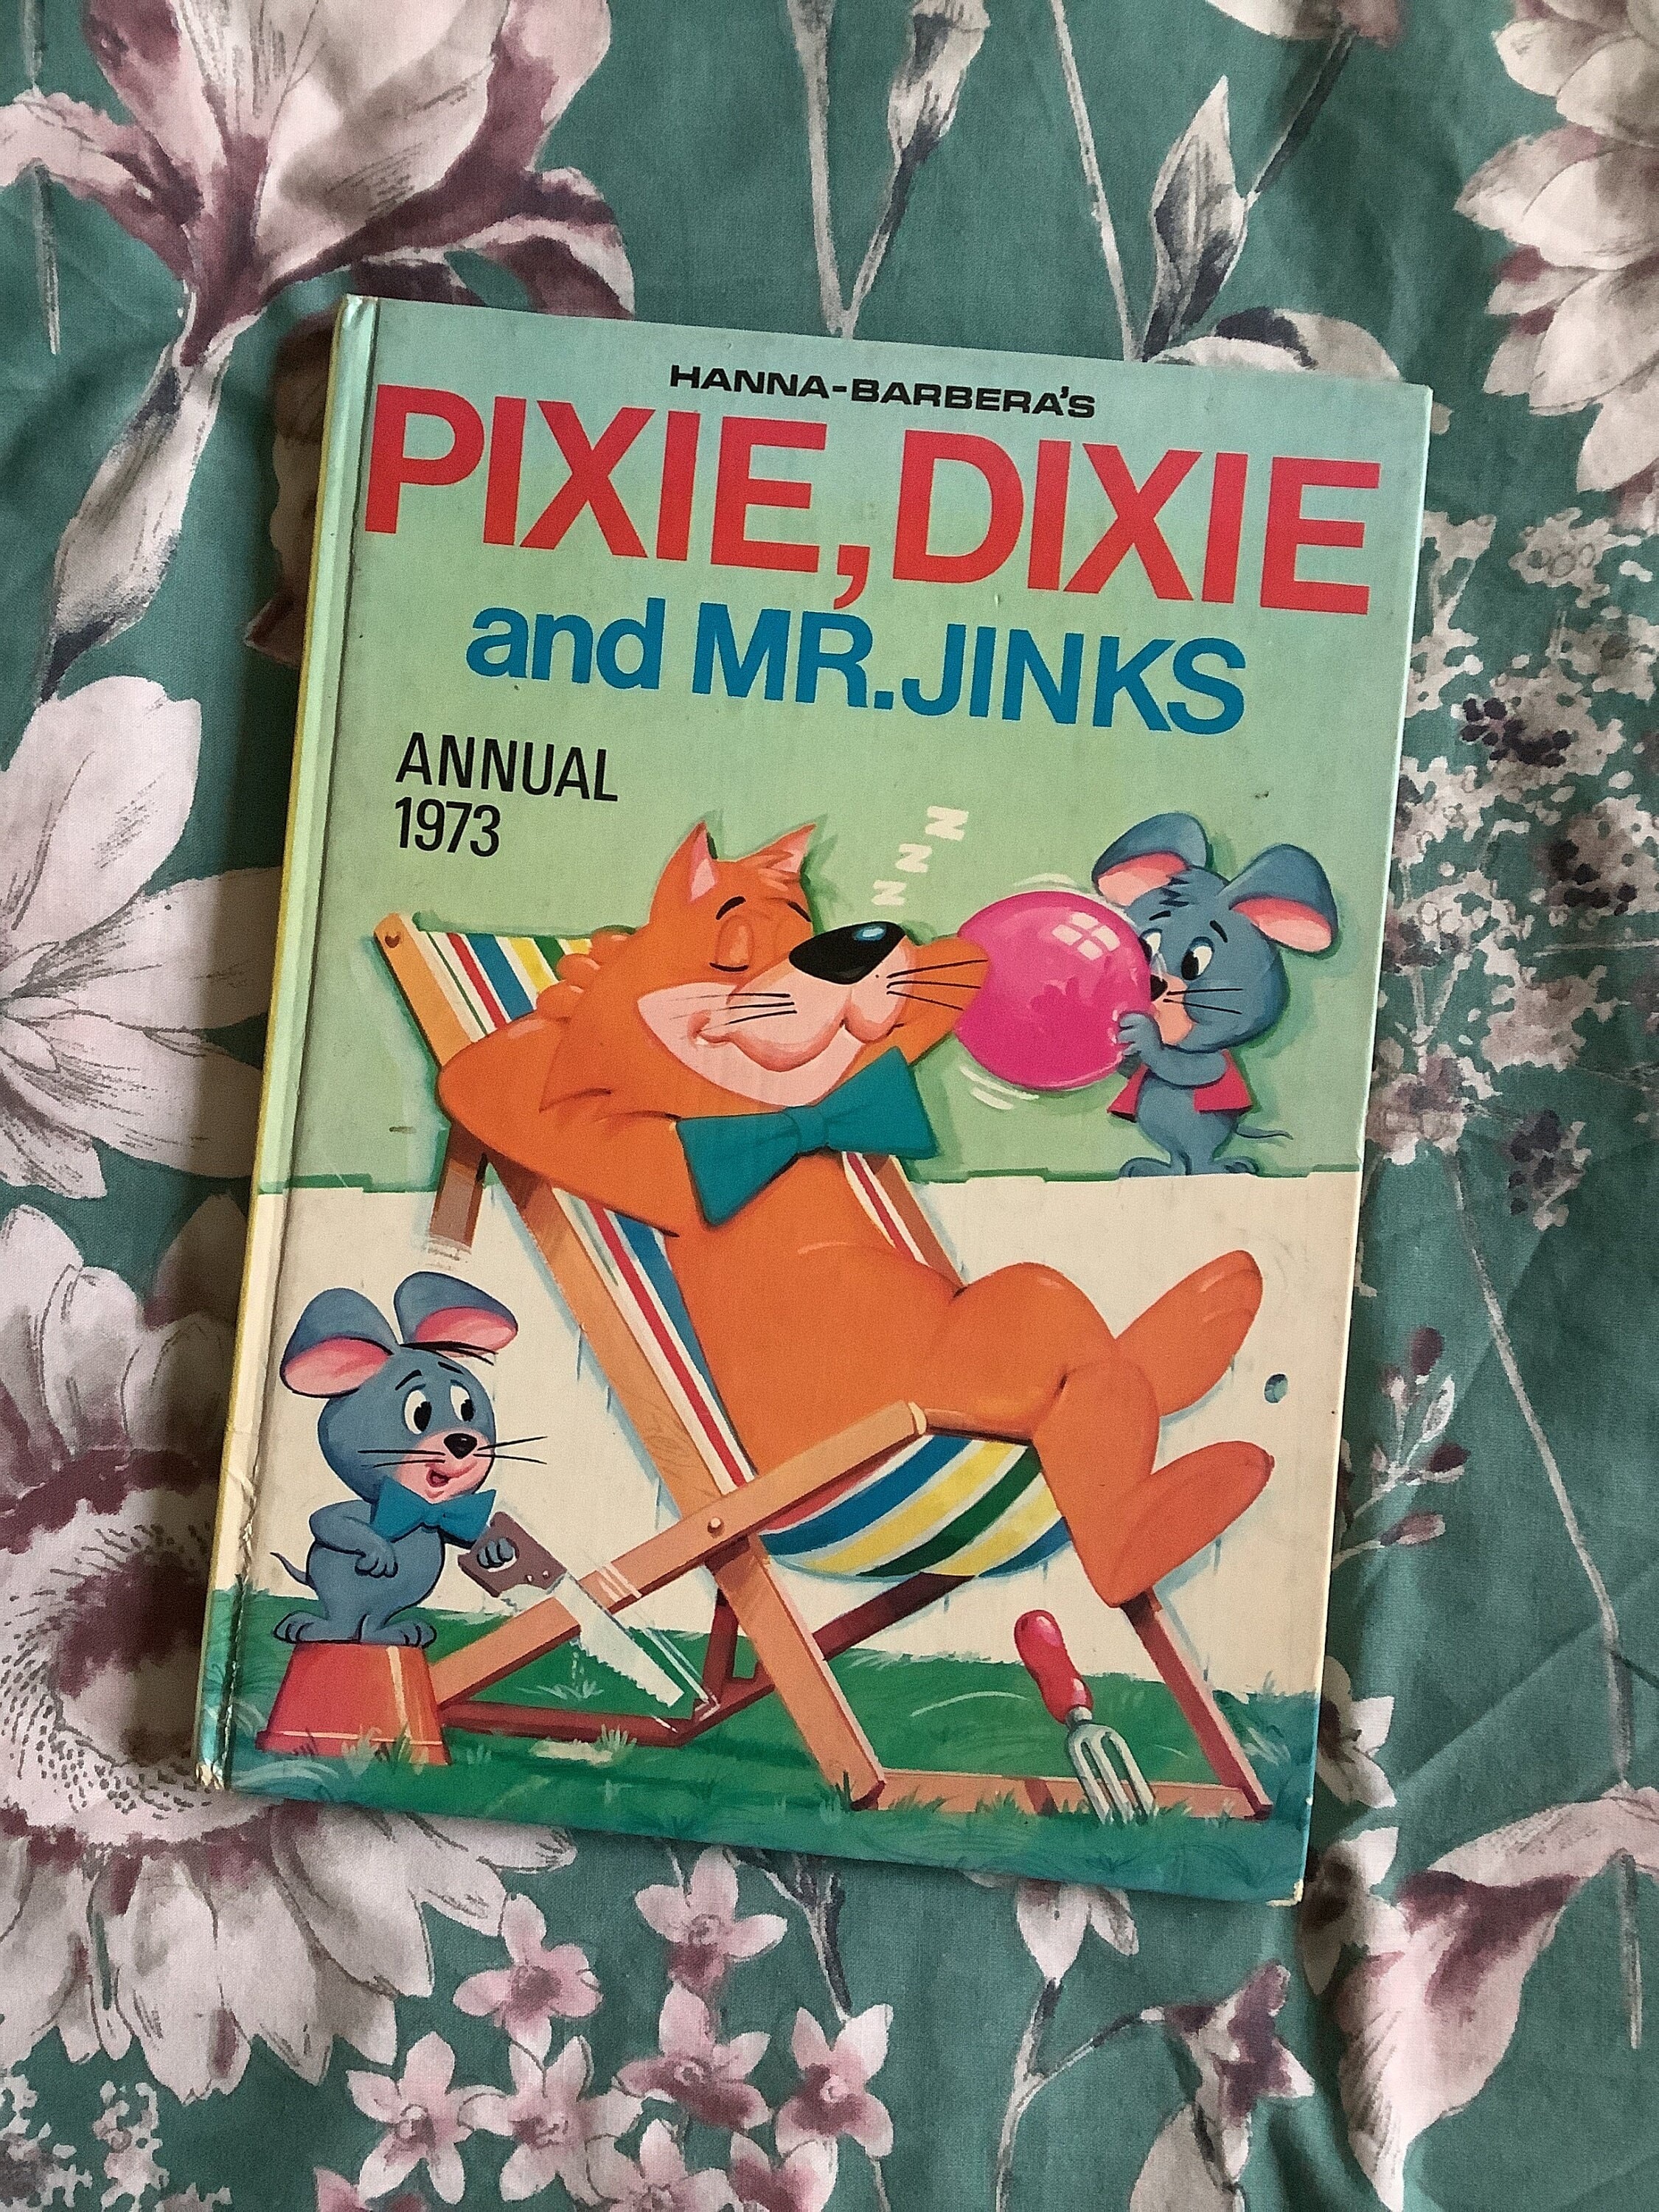 HANNA-BARBERA'S
PIXIE, DIXIE
and MR. JINKS
ANNUAL
1973
Z
Z
Z